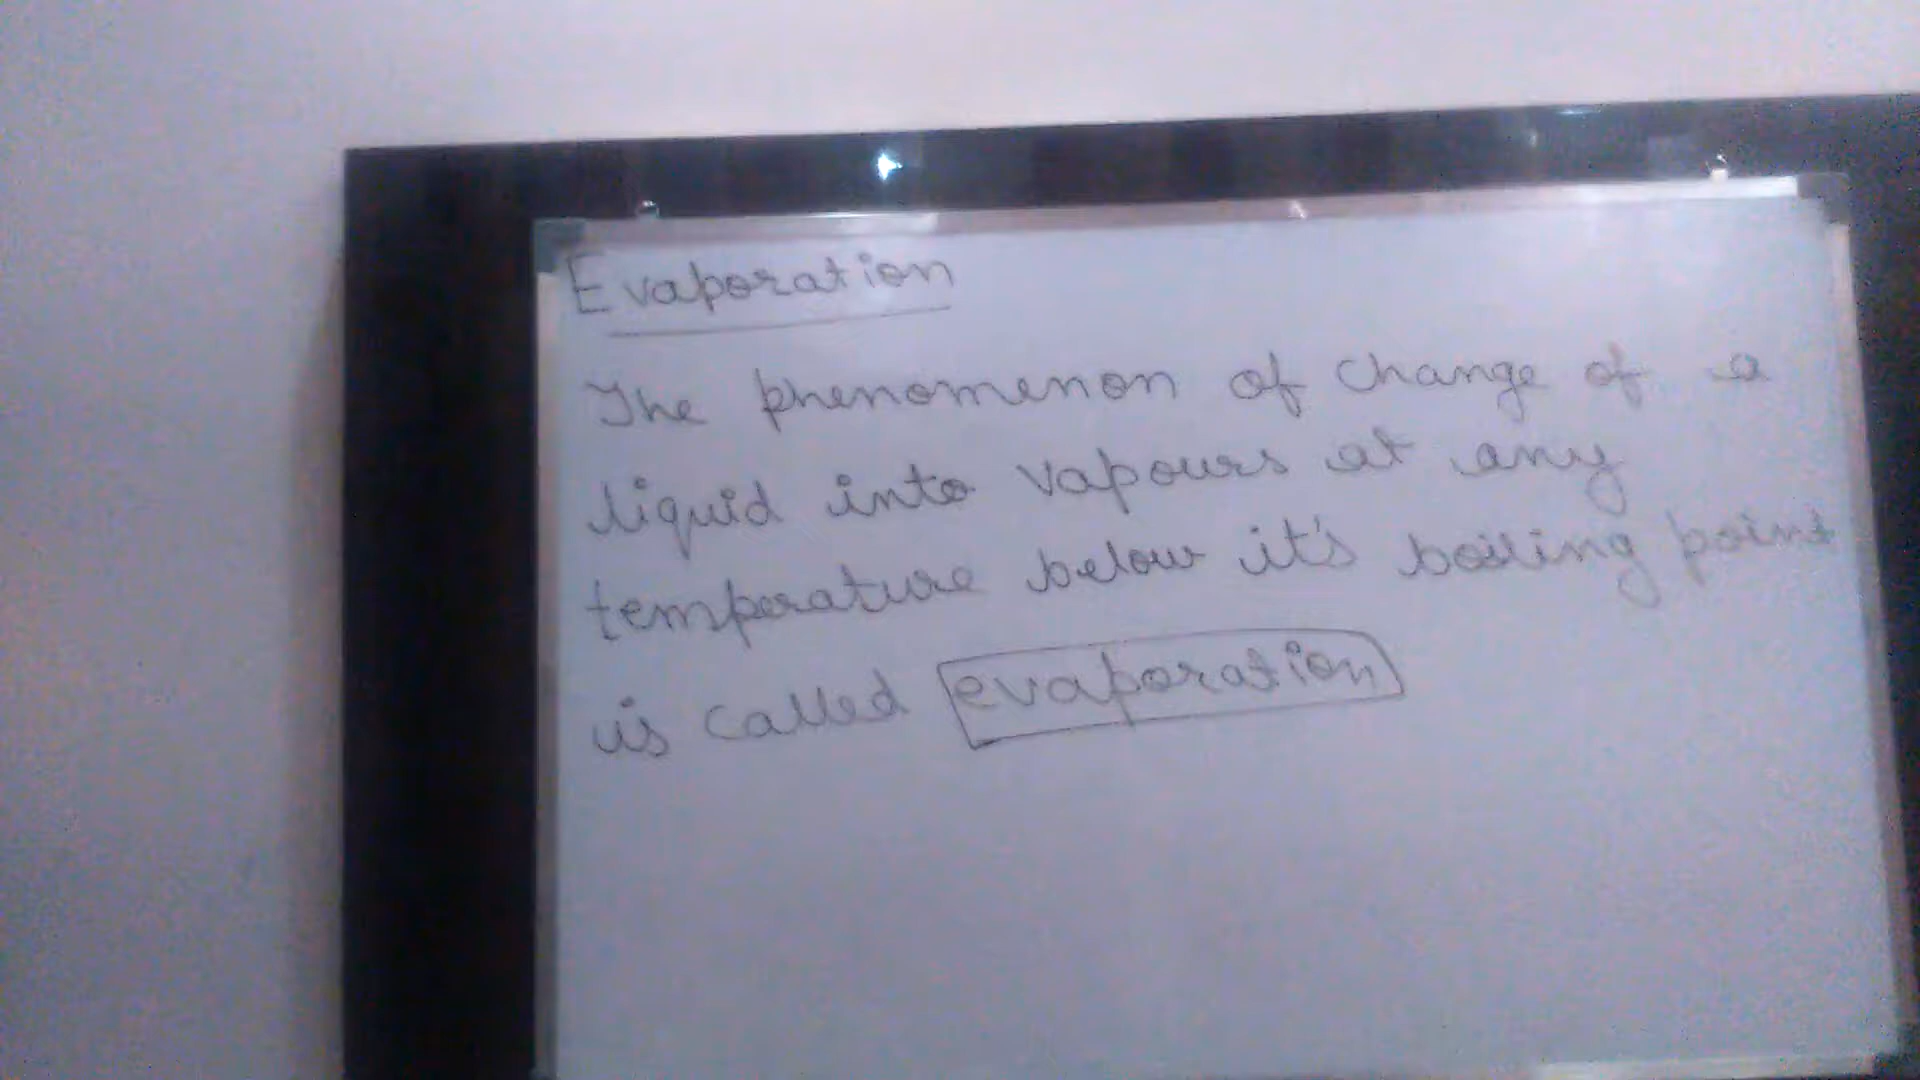 Evaporation
The phenomenon of change of a
liquid into vapours at any
temperature below it's boiling point
is called evaporation